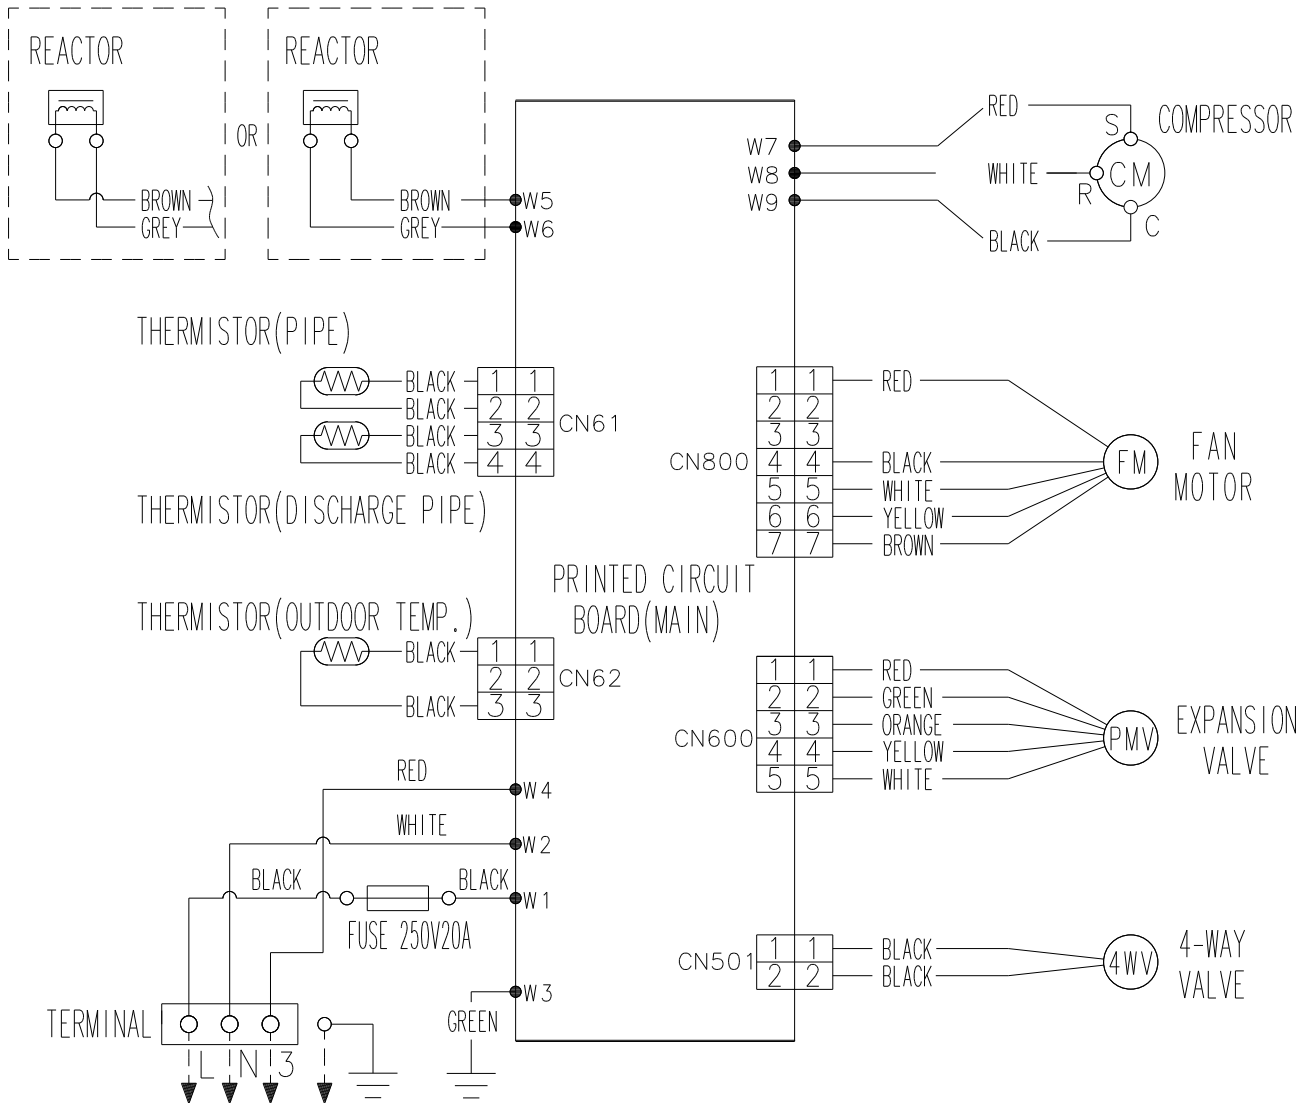 REACTOR
OR
REACTOR
BROWN
GREY
BROWN
GREY
W5
W6
W7
W8
W9
RED
WHITE
BLACK
S
R
C
CM
COMPRESSOR
THERMISTOR(PIPE)
BLACK 1 1
BLACK 2 2
BLACK 3 3
BLACK 4 4
CN61
THERMISTOR(DISCHARGE PIPE)
CN800
1 1 RED
2 2
3 3
4 4 BLACK
5 5 WHITE
6 6 YELLOW
7 7 BROWN
FM
FAN
MOTOR
PRINTED CIRCUIT
BOARD(MAIN)
THERMISTOR(OUTDOOR TEMP.)
BLACK 1 1
2 2
BLACK 3 3
CN62
CN600
1 1 RED
2 2 GREEN
3 3 ORANGE
4 4 YELLOW
5 5 WHITE
PMV
EXPANSION
VALVE
RED
W4
WHITE
W2
BLACK
BLACK
W1
FUSE 250V20A
CN501
1 1 BLACK
2 2 BLACK
4WV
4-WAY
VALVE
W3
GREEN
TERMINAL
L N 3